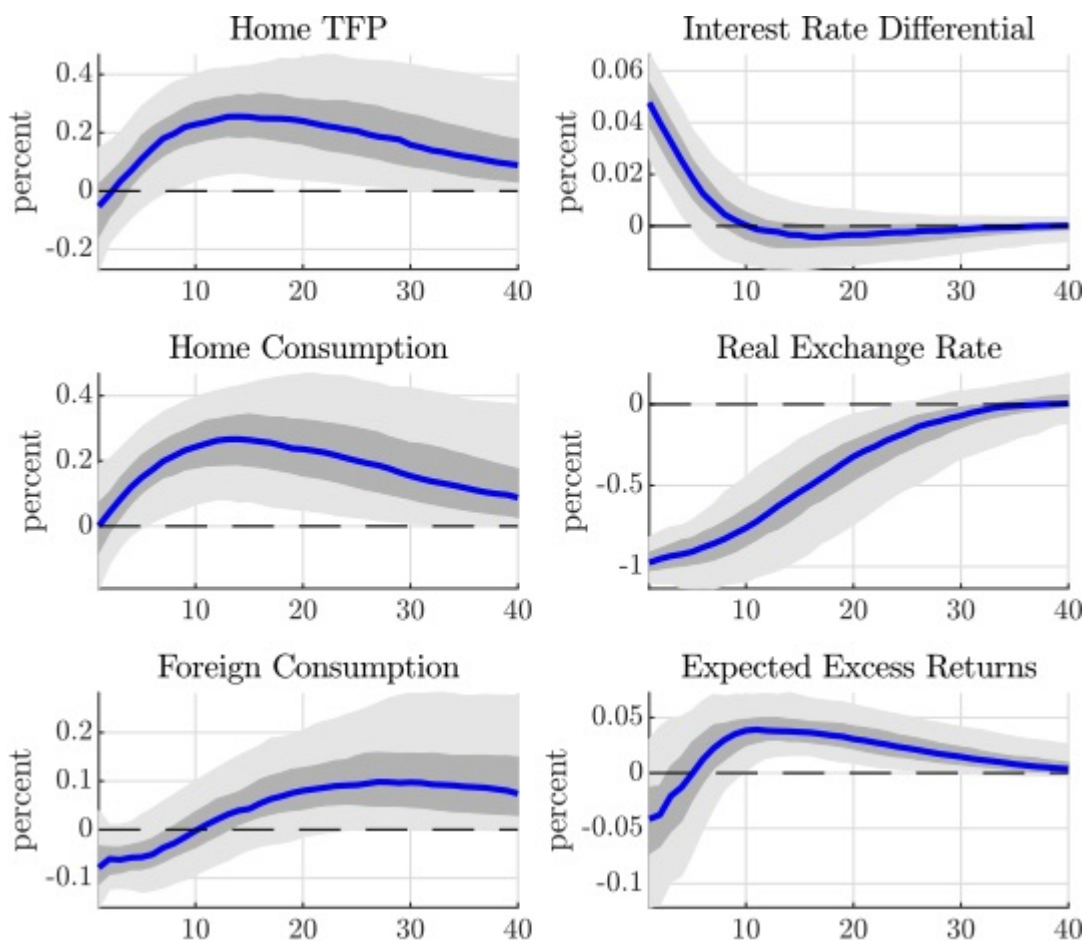 Home TFP
percent
0.4
0.2
0
-0.2
10 20 30 40
Interest Rate Differential
percent
0.06
0.04
0.02
0
10 20 30 40
Home Consumption
percent
0.4
0.2
0
10 20 30 40
Real Exchange Rate
percent
0
-0.5
-1
10 20 30 40
Foreign Consumption
percent
0.2
0.1
0
-0.1
10 20 30 40
Expected Excess Returns
percent
0.05
0
-0.05
-0.1
10 20 30 40